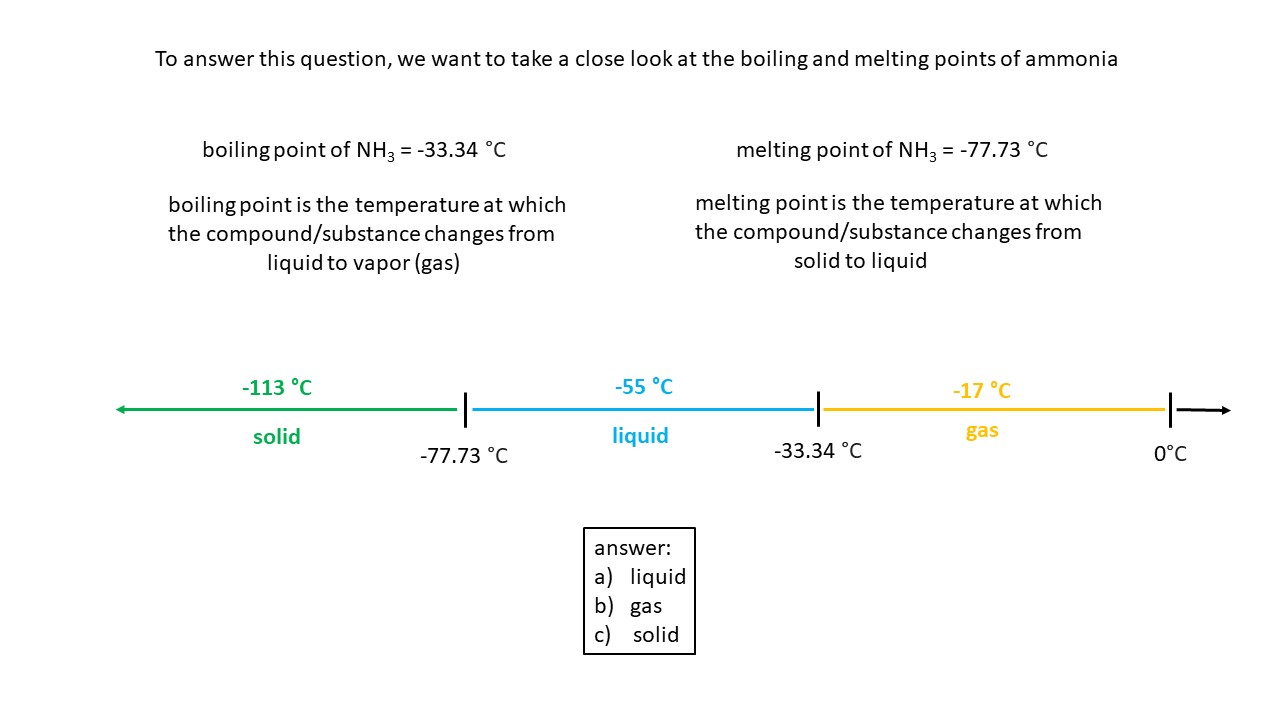 To answer this question, we want to take a close look at the boiling and melting points of ammonia
boiling point of NH₃ = -33.34 °C
boiling point is the temperature at which
the compound/substance changes from
liquid to vapor (gas)
melting point of NH₃ = -77.73 °C
melting point is the temperature at which
the compound/substance changes from
solid to liquid
-113 °C
-55 °C
-17 °C
solid
liquid
gas
-77.73 °C
-33.34 °C
0°C
answer:
a) liquid
b) gas
c) solid